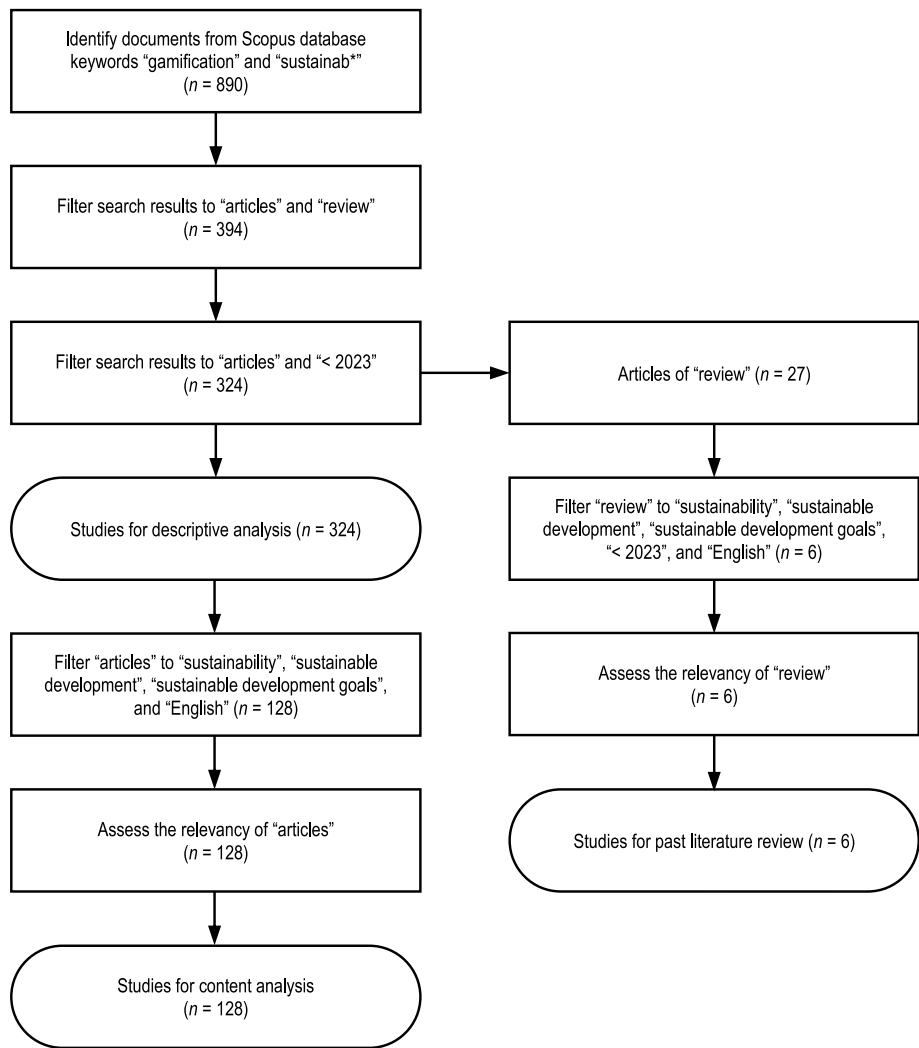 Identify documents from Scopus database
keywords “gamification” and “sustainab*”
(n = 890)
Filter search results to “articles” and “review”
(n = 394)
Filter search results to “articles” and “< 2023”
(n = 324)
Studies for descriptive analysis (n = 324)
Filter “articles” to “sustainability”, “sustainable
development”, “sustainable development goals”,
and “English” (n = 128)
Assess the relevancy of “articles”
(n = 128)
Studies for content analysis
(n = 128)
Articles of “review” (n = 27)
Filter “review” to “sustainability”, “sustainable
development”, “sustainable development goals”,
“< 2023”, and “English” (n = 6)
Assess the relevancy of “review”
(n = 6)
Studies for past literature review (n = 6)